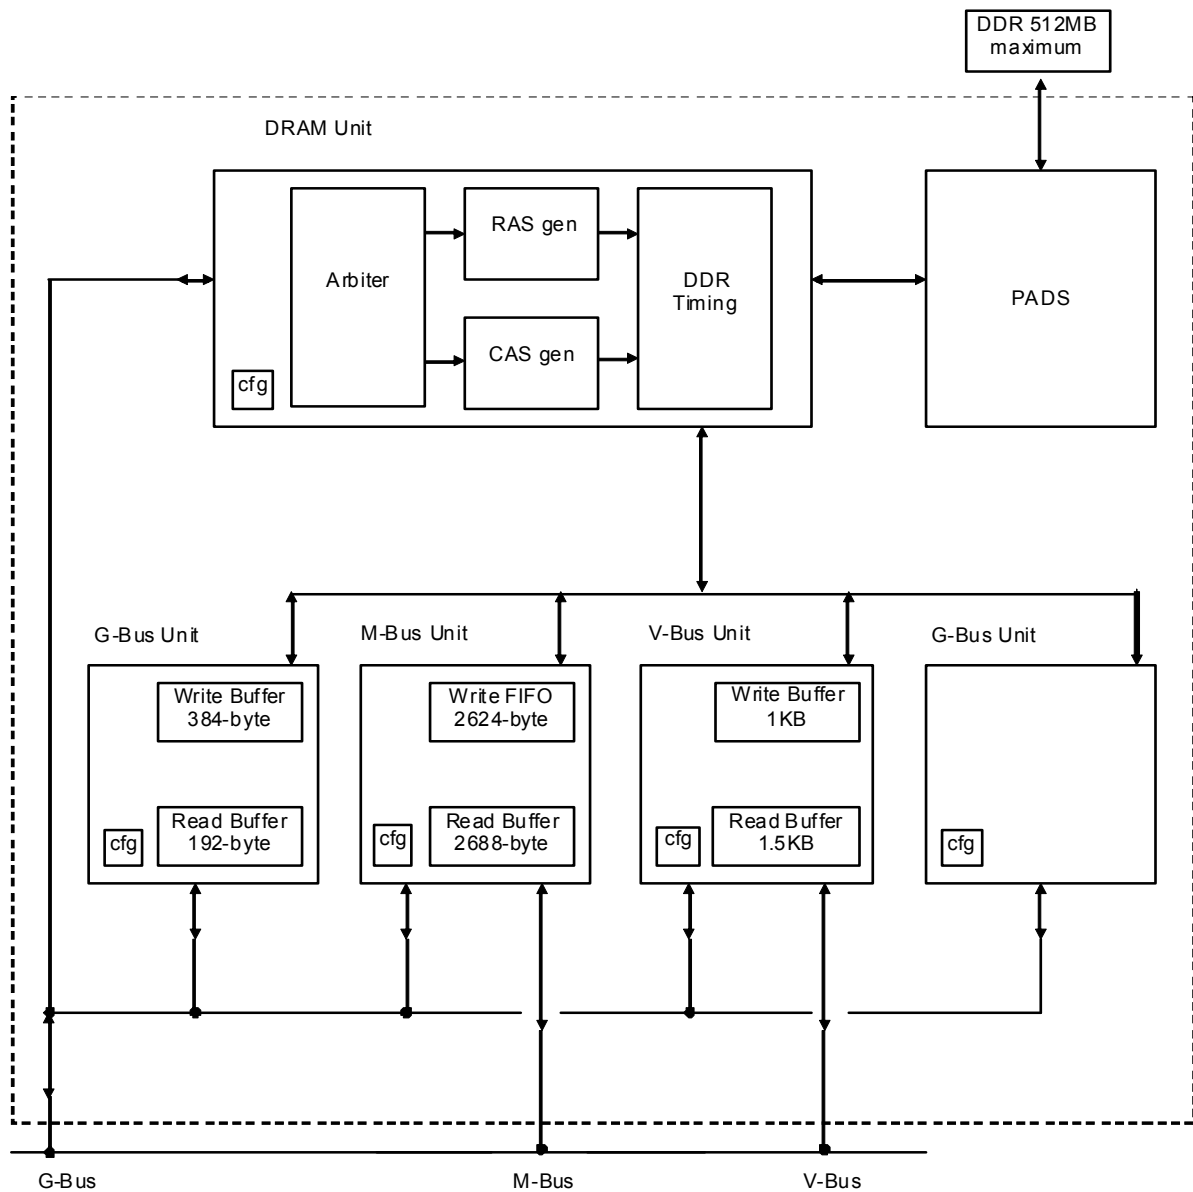 DDR 512MB
maximum
DRAM Unit
RAS gen
Arbiter
DDR
Timing
PADS
CAS gen
cfg
G-Bus Unit
M-Bus Unit
V-Bus Unit
G-Bus Unit
Write Buffer
384-byte
Write FIFO
2624-byte
Write Buffer
1KB
cfg
Read Buffer
192-byte
cfg
Read Buffer
2688-byte
cfg
Read Buffer
1.5KB
cfg
G-Bus
M-Bus
V-Bus